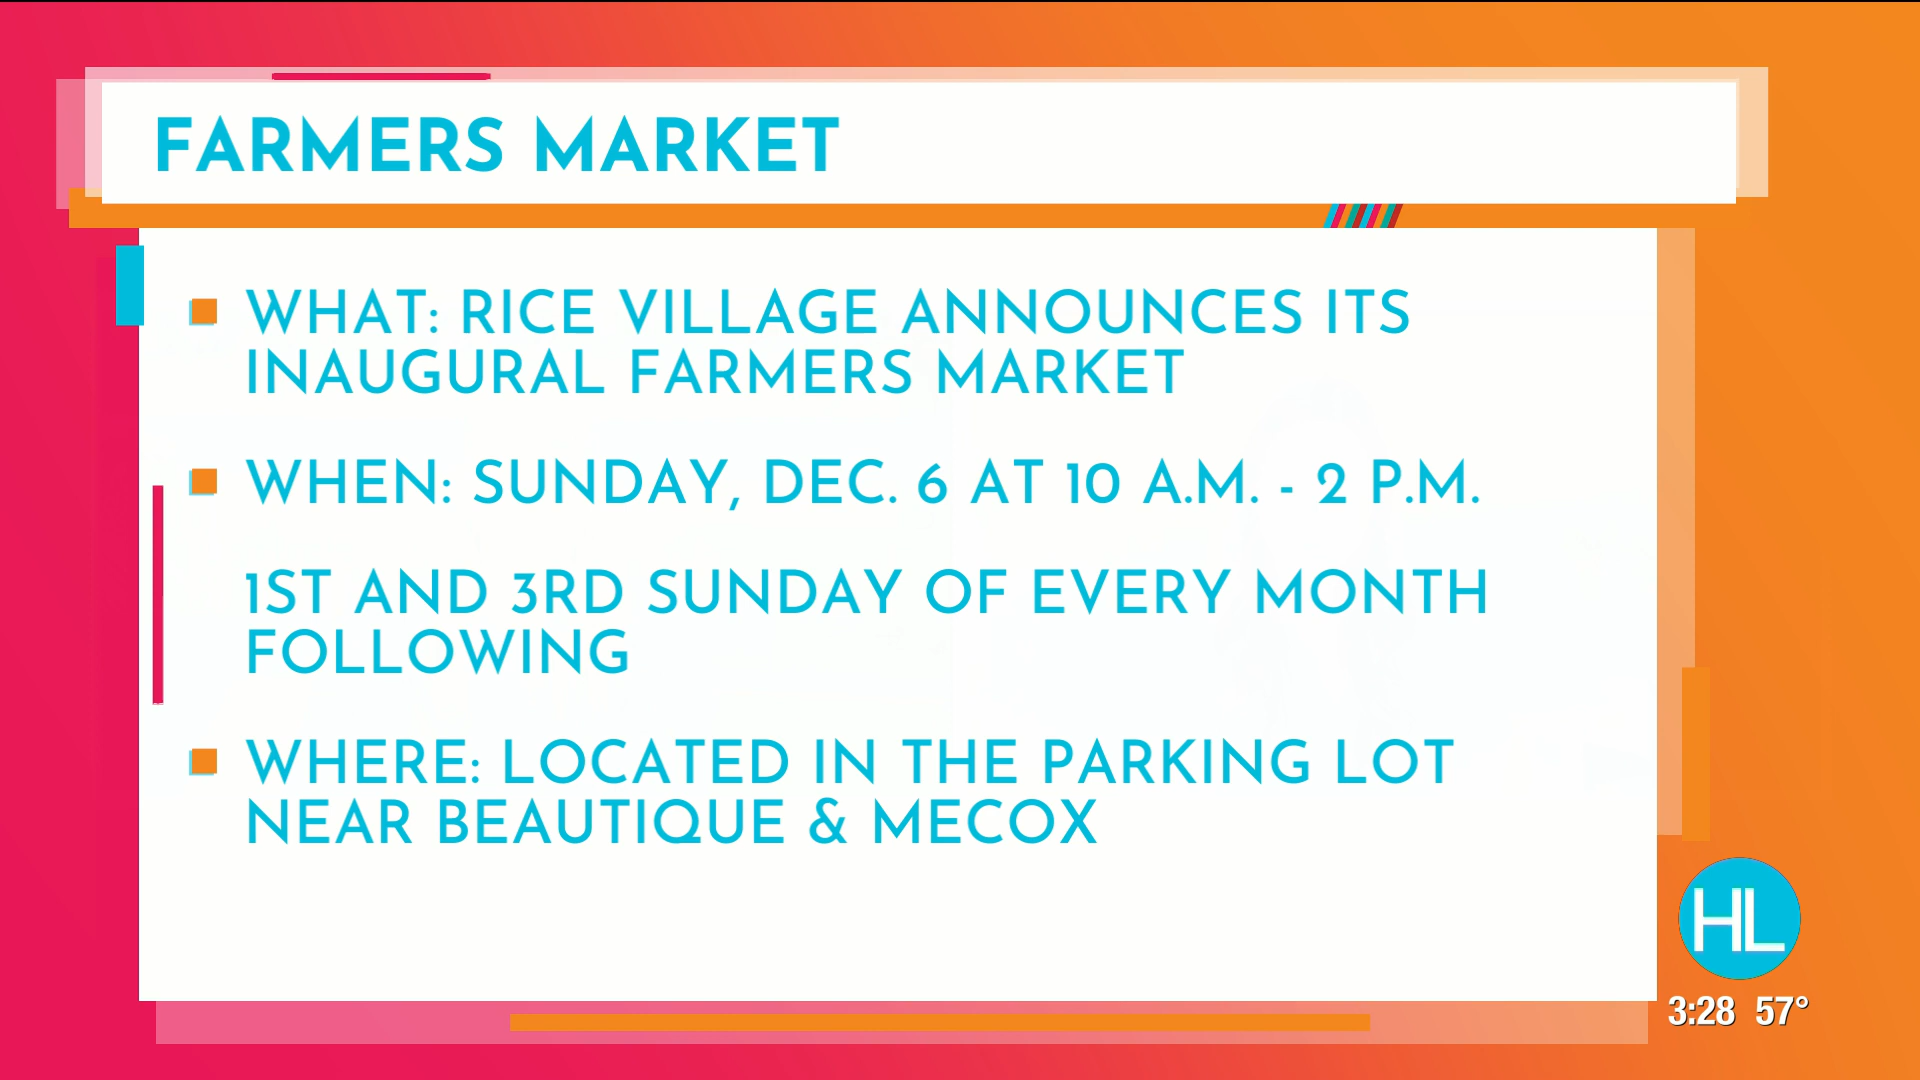 FARMERS MARKET
WHAT: RICE VILLAGE ANNOUNCES ITS
INAUGURAL FARMERS MARKET
WHEN: SUNDAY, DEC. 6 AT 10 A.M. - 2 P.M.
1ST AND 3RD SUNDAY OF EVERY MONTH
FOLLOWING
WHERE: LOCATED IN THE PARKING LOT
NEAR BEAUTIQUE & MECOX
HL
3:28 57°